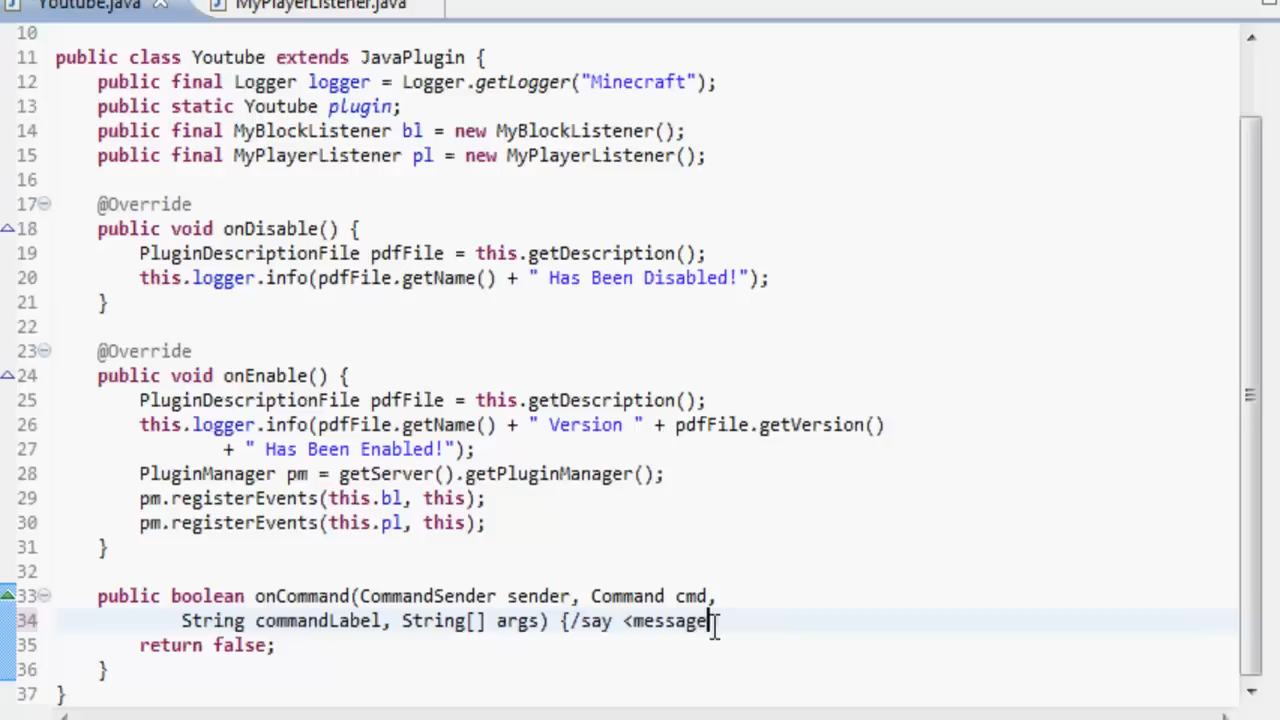 Youtube.java MyPlayerListener.java
10
11 public class Youtube extends JavaPlugin {
12 public final Logger logger = Logger.getLogger("Minecraft");
13 public static Youtube plugin;
14 public final MyBlockListener bl = new MyBlockListener();
15 public final MyPlayerListener pl = new MyPlayerListener();
16
17 @Override
18 public void onDisable() {
19 PluginDescriptionFile pdfFile = this.getDescription();
20 this.logger.info(pdfFile.getName() + " Has Been Disabled!");
21 }
22
23 @Override
24 public void onEnable() {
25 PluginDescriptionFile pdfFile = this.getDescription();
26 this.logger.info(pdfFile.getName() + " Version " + pdfFile.getVersion()
27 + " Has Been Enabled!");
28 PluginManager pm = getServer().getPluginManager();
29 pm.registerEvents(this.bl, this);
30 pm.registerEvents(this.pl, this);
31 }
32
33 public boolean onCommand(CommandSender sender, Command cmd,
34 String commandLabel, String[] args) {/say <message
35 return false;
36 }
37 }